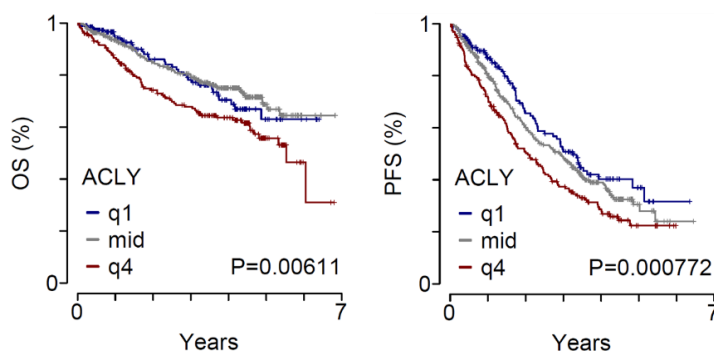 1
OS (%)
ACLY
q1
mid
q4
P=0.00611
0
0
7
Years
1
PFS (%)
ACLY
q1
mid
q4
P=0.000772
0
0
7
Years